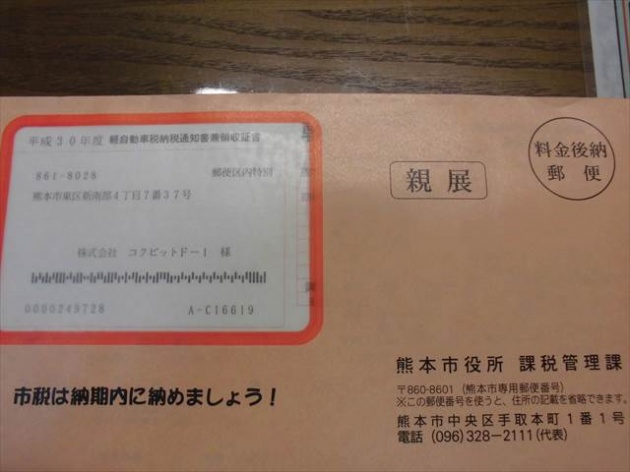 平成30年度 軽自動車税納税通知書兼領収証書
861-8028
郵便区内特別
熊本市東区新南部4丁目7番37号
株式会社 コクピットドー1 様
0000249728
A-C16619
料金後納
郵便
親展
市税は納期内に納めましょう!
熊本市役所 課税管理課
〒860-8601 (熊本市専用郵便番号)
※この郵便番号を使うと、住所の記載を省略できます。
熊本市中央区手取本町1番1号
電話 (096)328-2111(代表)